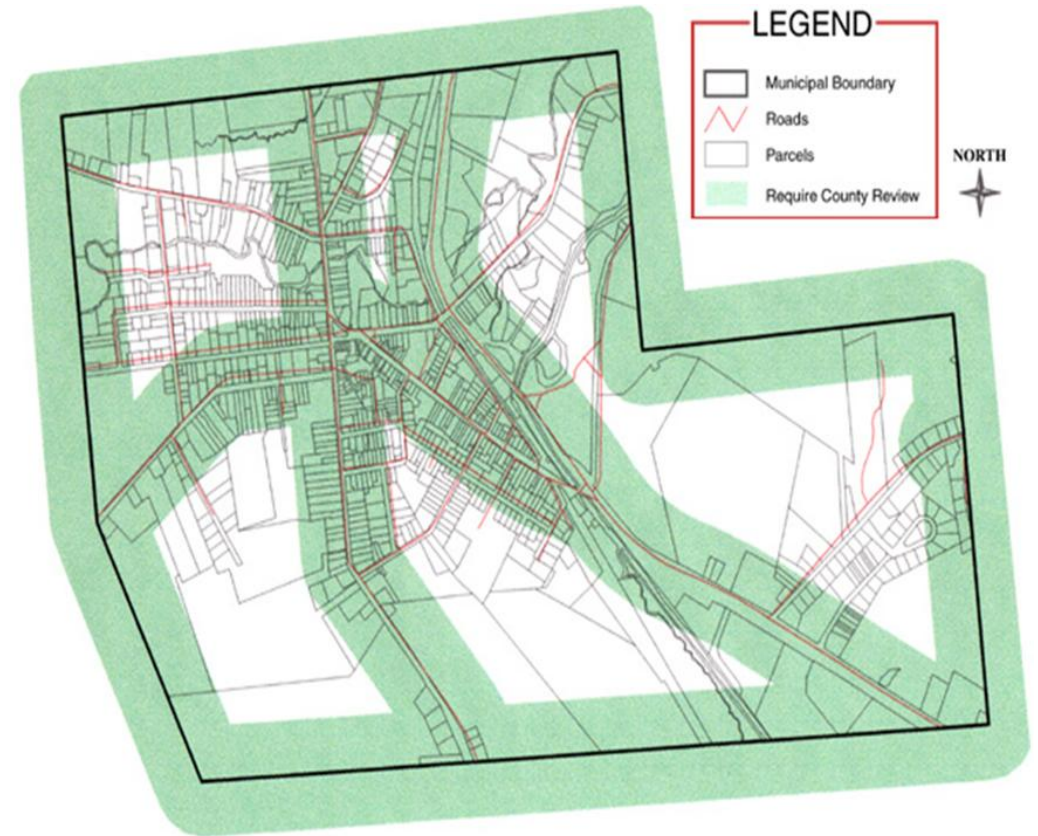 LEGEND
Municipal Boundary
Roads
Parcels
Require County Review
NORTH